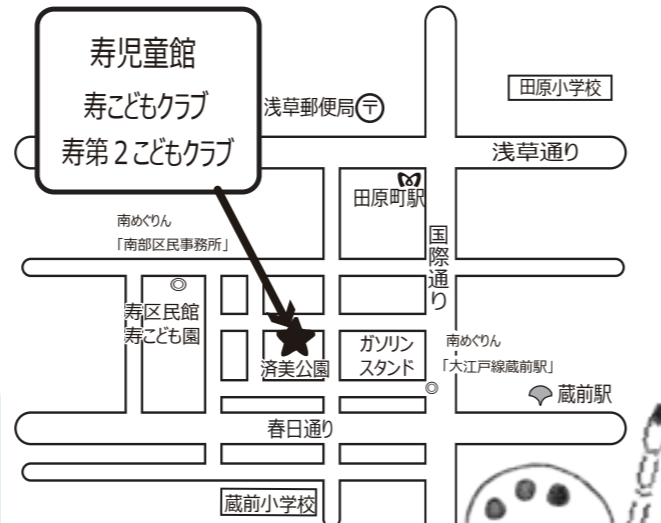 寿児童館
寿こどもクラブ
寿第2こどもクラブ
浅草郵便局
〒
田原小学校
浅草通り
田原町駅
南めぐりん
「南部区民事務所」
国際通り
寿区民館
寿こども園
済美公園
ガソリン
スタンド
南めぐりん
「大江戸線蔵前駅」
蔵前駅
春日通り
蔵前小学校